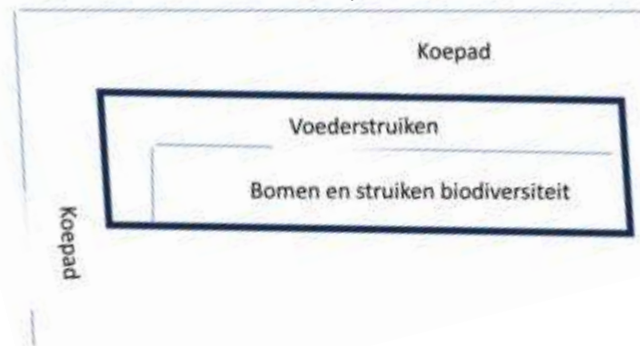 Koepad
Voederstruiken
Bomen en struiken biodiversiteit
Koepad